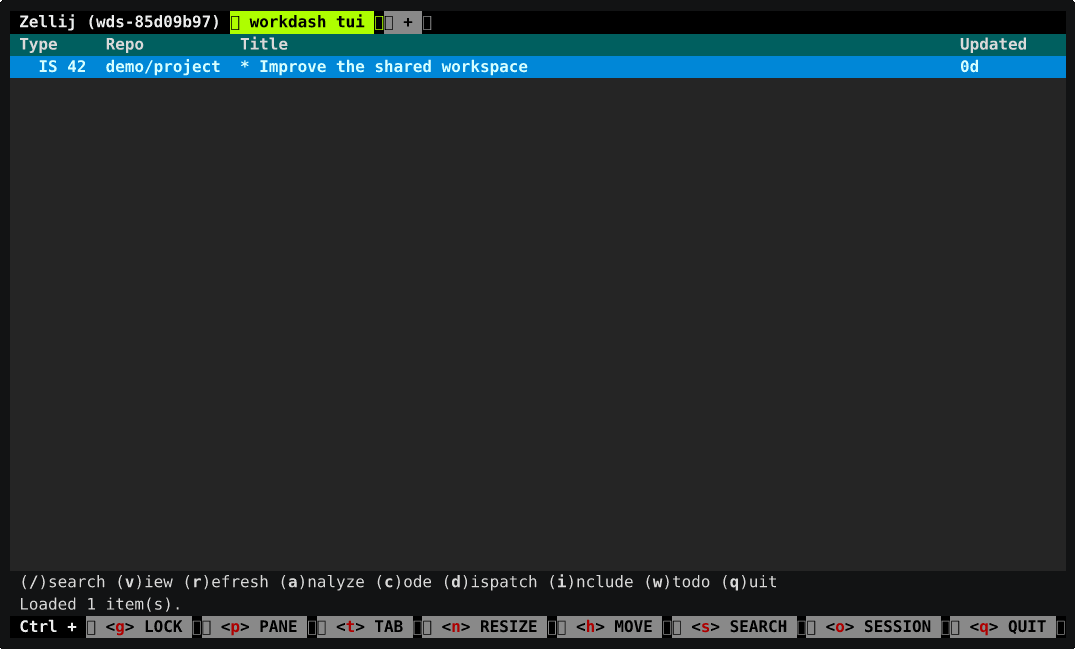 Zellij (wds-85d09b97) workdash tui +
Type Repo Title Updated
IS 42 demo/project * Improve the shared workspace 0d
(/)search (v)iew (r)efresh (a)nalyze (c)ode (d)ispatch (i)nclude (w)todo (q)uit
Loaded 1 item(s).
Ctrl + <g> LOCK <p> PANE <t> TAB <n> RESIZE <h> MOVE <s> SEARCH <o> SESSION <q> QUIT